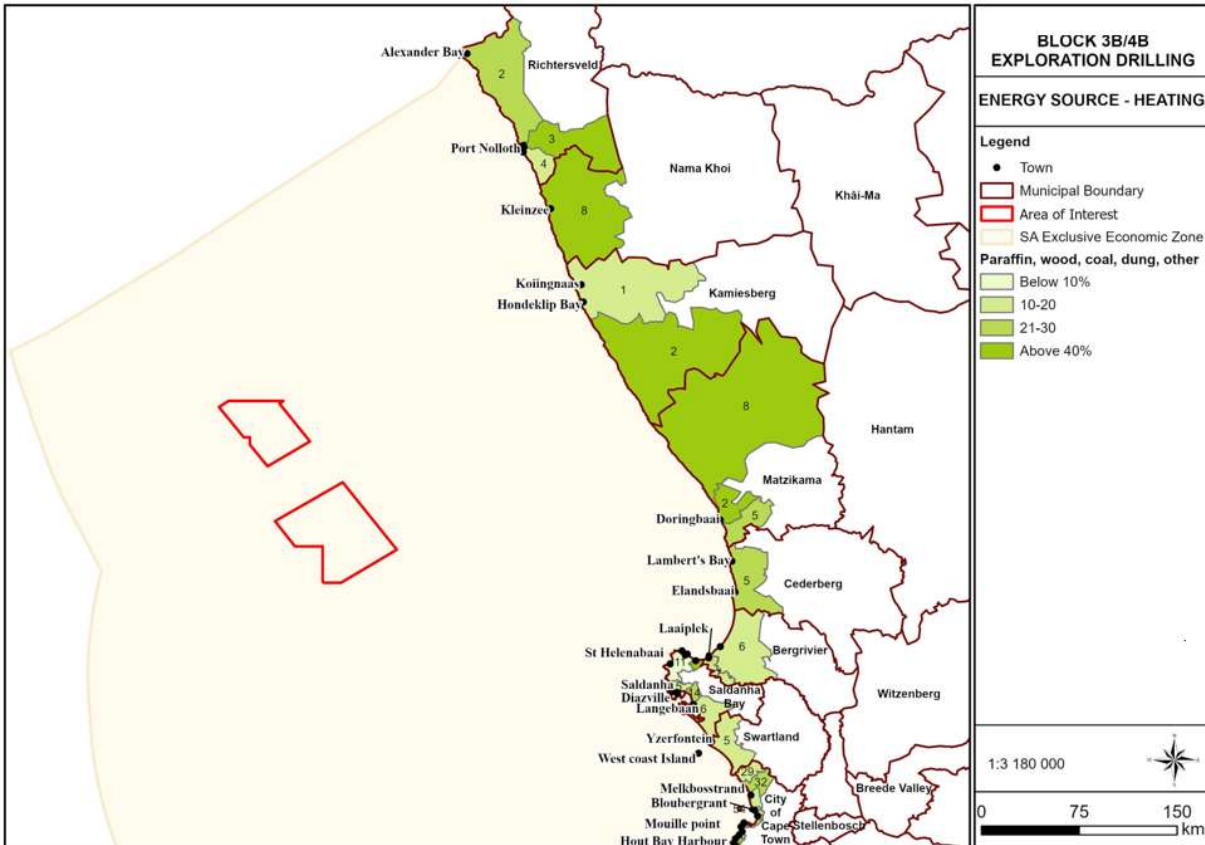 BLOCK 3B/4B
EXPLORATION DRILLING
ENERGY SOURCE - HEATING
Legend
Town
Municipal Boundary
Area of Interest
SA Exclusive Economic Zone
Paraffin, wood, coal, dung, other
Below 10%
10-20
21-30
Above 40%
1:3 180 000
0 75 150
km
Alexander Bay
Richtersveld
2
3
Port Nolloth
4
Nama Khoi
Khâi-Ma
Kleinzee
8
Koiingnaas
1
Kamiesberg
Hondeklip Bay
2
8
Hantam
Matzikama
2
5
Doringbaai
Lambert's Bay
5
Cederberg
Elandsbaai
Laaiplek
6
Bergrivier
St Helenabaai
11
7
Witzenberg
Saldanha
5
14
Saldanha
Bay
Diazville
Langebaan
6
Yzerfontein
5
Swartland
West coast Island
29
32
Melkbosstrand
Breede Valley
Bloubergrant
City
of
Cape
Town
Stellenbosch
Mouille point
Hout Bay Harbour